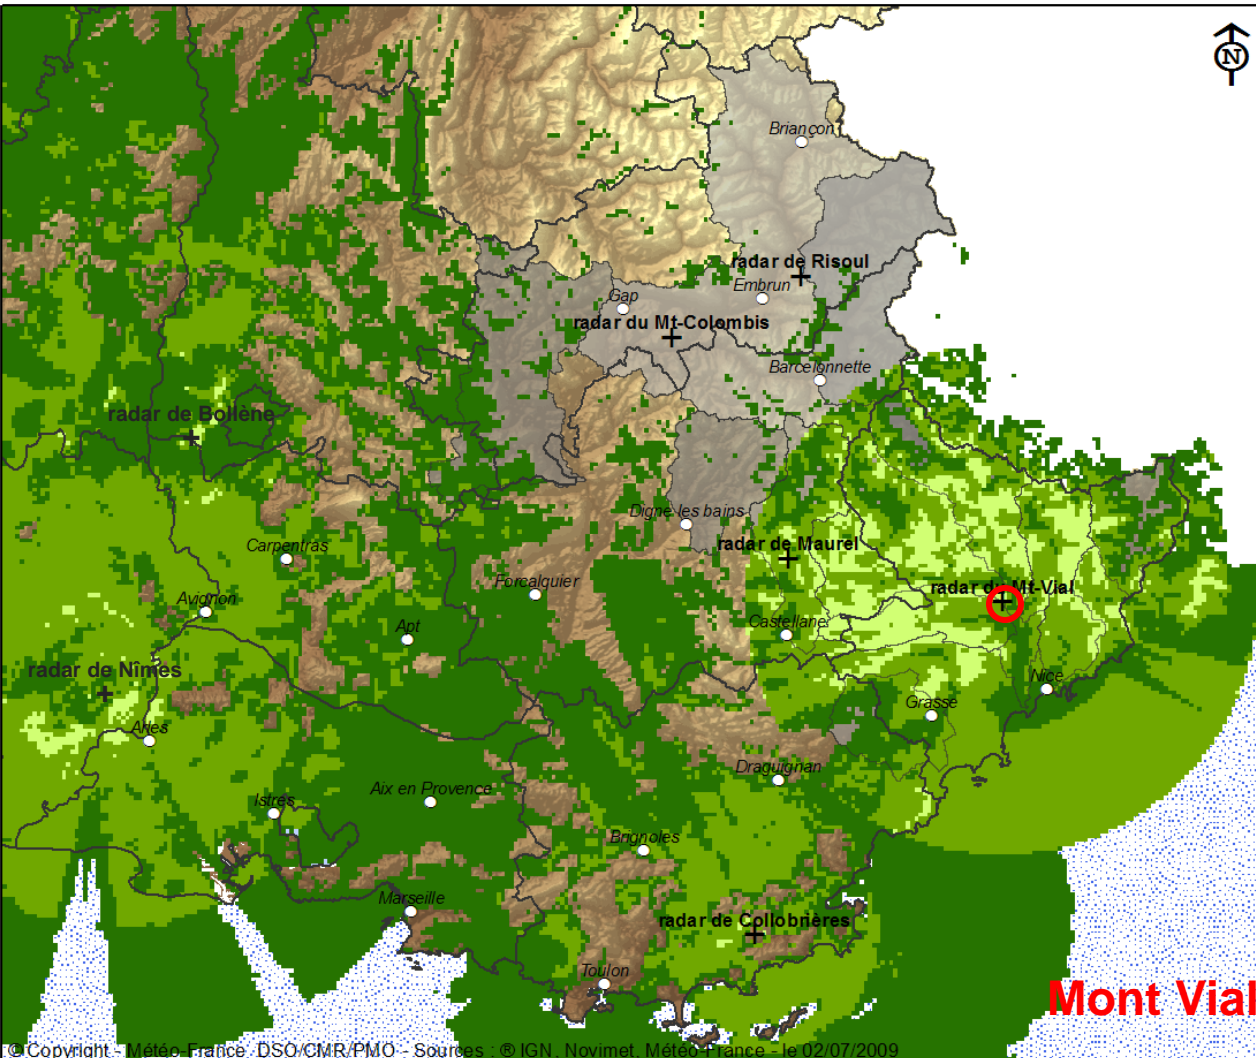 N
Briançon
radar de Risoul
Embrun
Gap
radar du Mt-Colombis
Barcelonnette
radar de Bollène
Digne les bains
radar de Maurel
Carpentras
Forcalquier
radar du Mt-Vial
Avignon
Castellane
Apt
radar de Nîmes
Nice
Grasse
Arles
Draguignan
Aix en Provence
Istres
Brignoles
Marseille
radar de Collobrières
Toulon
Mont Vial
© Copyright - Météo-France DSO/CMR/PMO - Sources : ® IGN, Novimet, Météo-France - le 02/07/2009